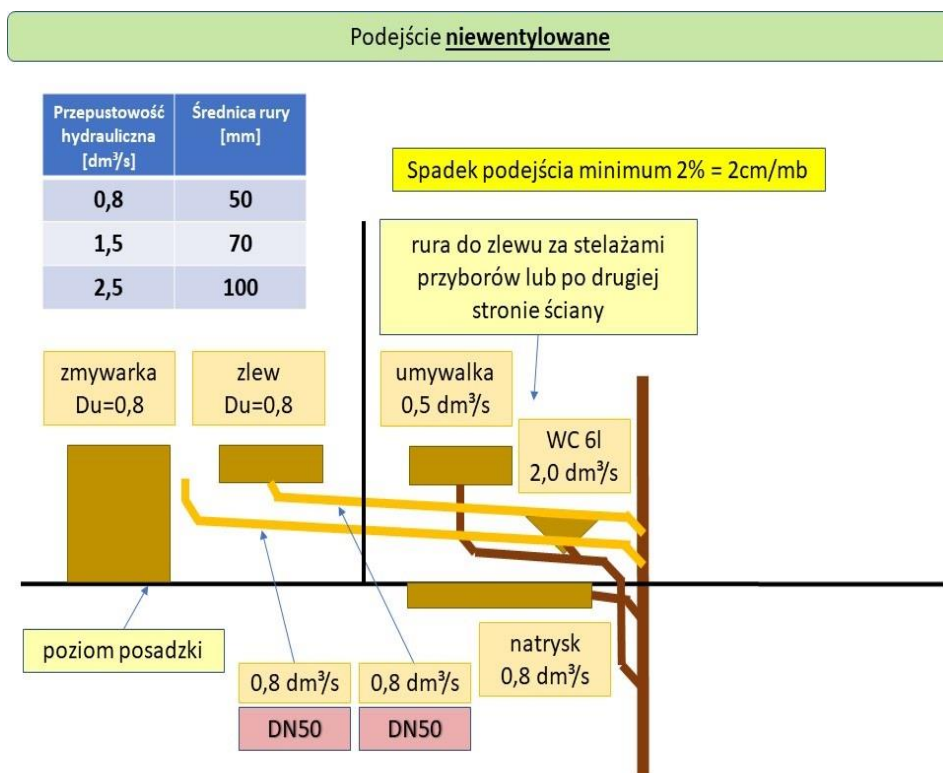 Podejście niewentylowane
Przepustowość
hydrauliczna
[dm³/s]
Średnica rury
[mm]
0,8 50
1,5 70
2,5 100
Spadek podejścia minimum 2% = 2cm/mb
rura do zlewu za stelażami
przyborów lub po drugiej
stronie ściany
zmywarka
Du=0,8
zlew
Du=0,8
umywalka
0,5 dm³/s
WC 6l
2,0 dm³/s
poziom posadzki
natrysk
0,8 dm³/s
0,8 dm³/s
DN50
0,8 dm³/s
DN50